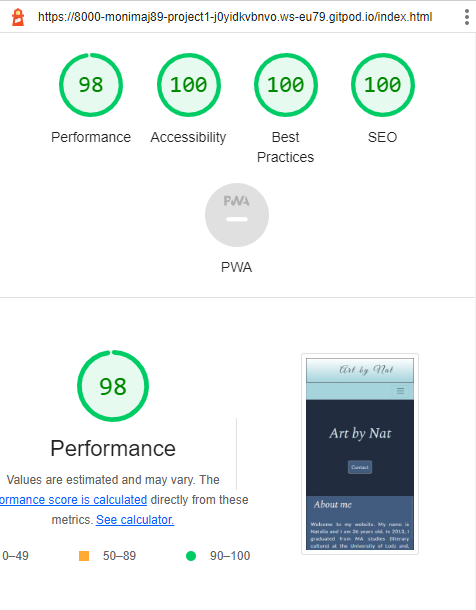 https://8000-monimaj89-project1-j0yidkvbnvo.ws-eu79.gitpod.io/index.html
98 100 100 100
Performance Accessibility Best Practices SEO
PWA
PWA
98
Performance
Values are estimated and may vary. The
ormance score is calculated directly from these
metrics. See calculator.
0–49 50–89 90–100
Art by Nat
Art by Nat
Contact
About me
Welcome to my website. My name is
Natalia and I am 36 years old. In 2013, I
graduated from MA studies (literary
culture) at the University of Lodz and,